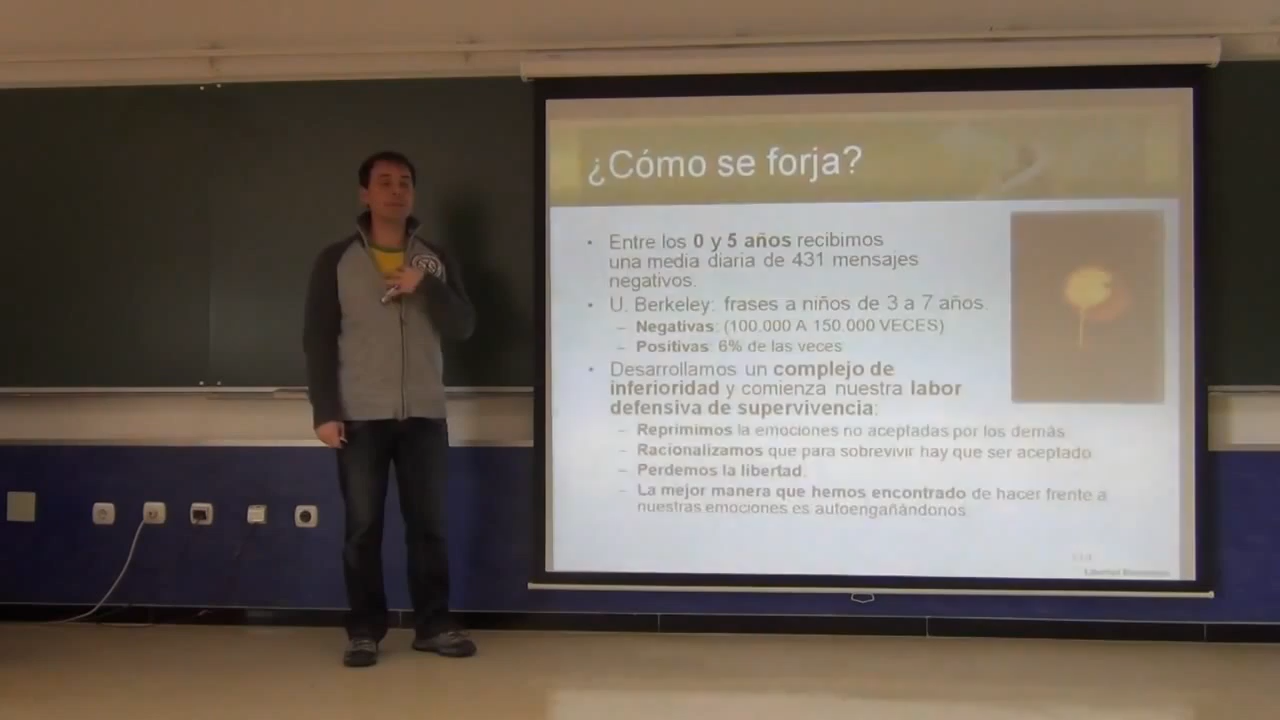 ¿Cómo se forja?
• Entre los 0 y 5 años recibimos
una media diaria de 431 mensajes
negativos.
• U. Berkeley: frases a niños de 3 a 7 años.
– Negativas: (100.000 A 150.000 VECES)
– Positivas: 6% de las veces
• Desarrollamos un complejo de
inferioridad y comienza nuestra labor
defensiva de supervivencia:
– Reprimimos la emociones no aceptadas por los demás
– Racionalizamos que para sobrevivir hay que ser aceptado
– Perdemos la libertad.
– La mejor manera que hemos encontrado de hacer frente a
nuestras emociones es autoengañándonos
Libertad